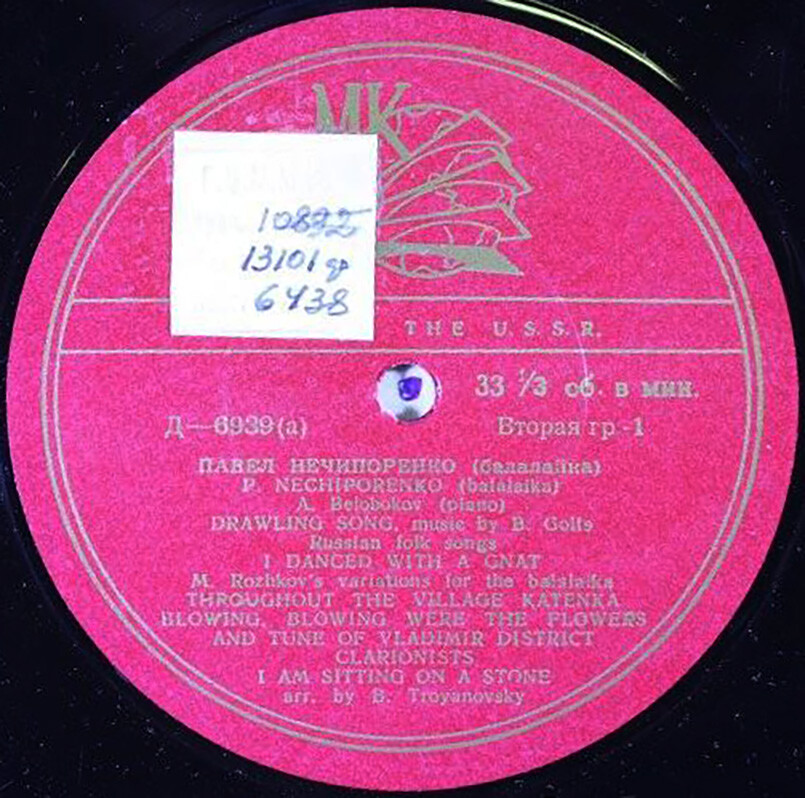 МК
10892
13101 ф
6438
THE U.S.S.R.
33 ⅓ об. в мин.
Д—6939(а)
Вторая гр-1
ПАВЕЛ НЕЧИПОРЕНКО (балалайка)
P. NECHIPORENKO (balalaika)
A. Belobokov (piano)
DRAWLING SONG, music by B. Golts
Russian folk songs
I DANCED WITH A GNAT
M. Rozhkov's variations for the balalaika
THROUGHOUT THE VILLAGE KATENKA
BLOWING, BLOWING WERE THE FLOWERS
AND TUNE OF VLADIMIR DISTRICT
CLARIONISTS
I AM SITTING ON A STONE
arr. by B. Troyanovsky